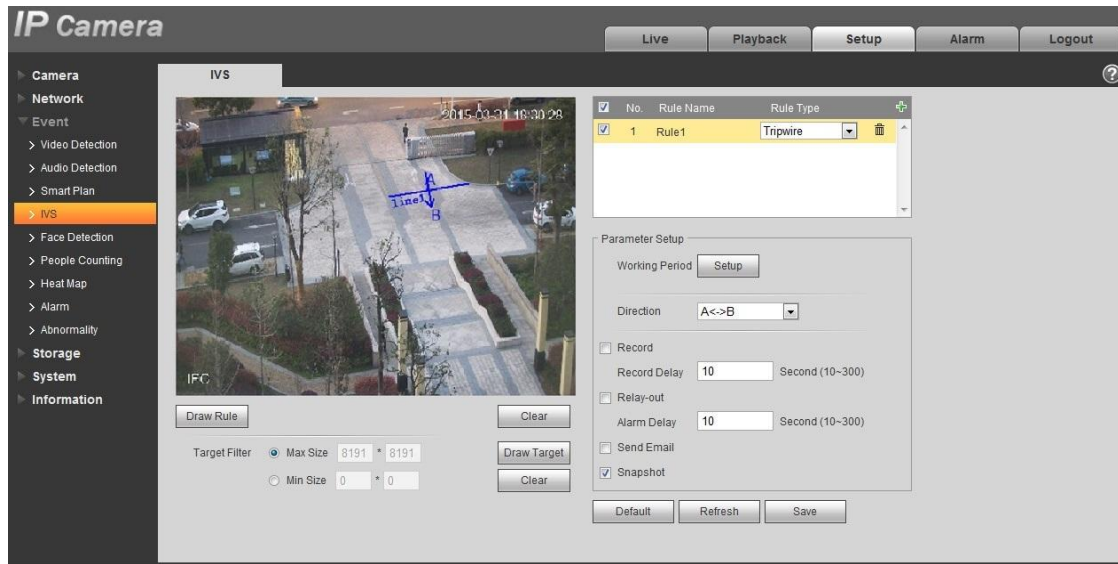 IP Camera
Live
Playback
Setup
Alarm
Logout
Camera
Network
Event
Video Detection
Audio Detection
Smart Plan
IVS
Face Detection
People Counting
Heat Map
Alarm
Abnormality
Storage
System
Information
IVS
2015-03-31 18:30:28
A
line1
B
IPC
Draw Rule
Clear
Target Filter Max Size 8191 * 8191 Draw Target
Min Size 0 * 0 Clear
No. Rule Name Rule Type
1 Rule1 Tripwire
Parameter Setup
Working Period Setup
Direction A<->B
Record
Record Delay 10 Second (10~300)
Relay-out
Alarm Delay 10 Second (10~300)
Send Email
Snapshot
Default Refresh Save